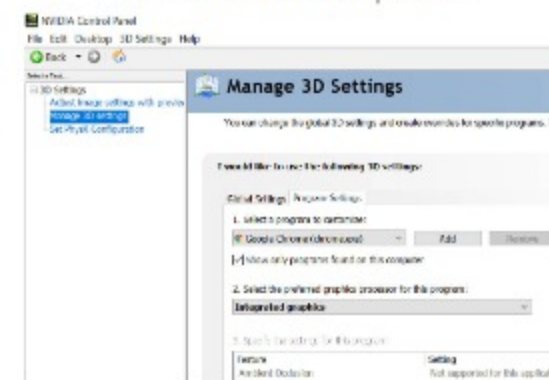 NVIDIA Control Panel
File Edit Desktop 3D Settings Help
Back
Select a Task...
3D Settings
Adjust image settings with preview
Manage 3D settings
Set PhysX Configuration
Manage 3D Settings
You can change the global 3D settings and create overrides for specific programs.
I would like to use the following 3D settings:
Global Settings Program Settings
1. Select a program to customize:
Google Chrome (chrome.exe) Add Remove
Show only programs found on this computer
2. Select the preferred graphics processor for this program:
Integrated graphics
3. Specify the settings for this program:
Feature Setting
Ambient Occlusion Not supported for this applicat